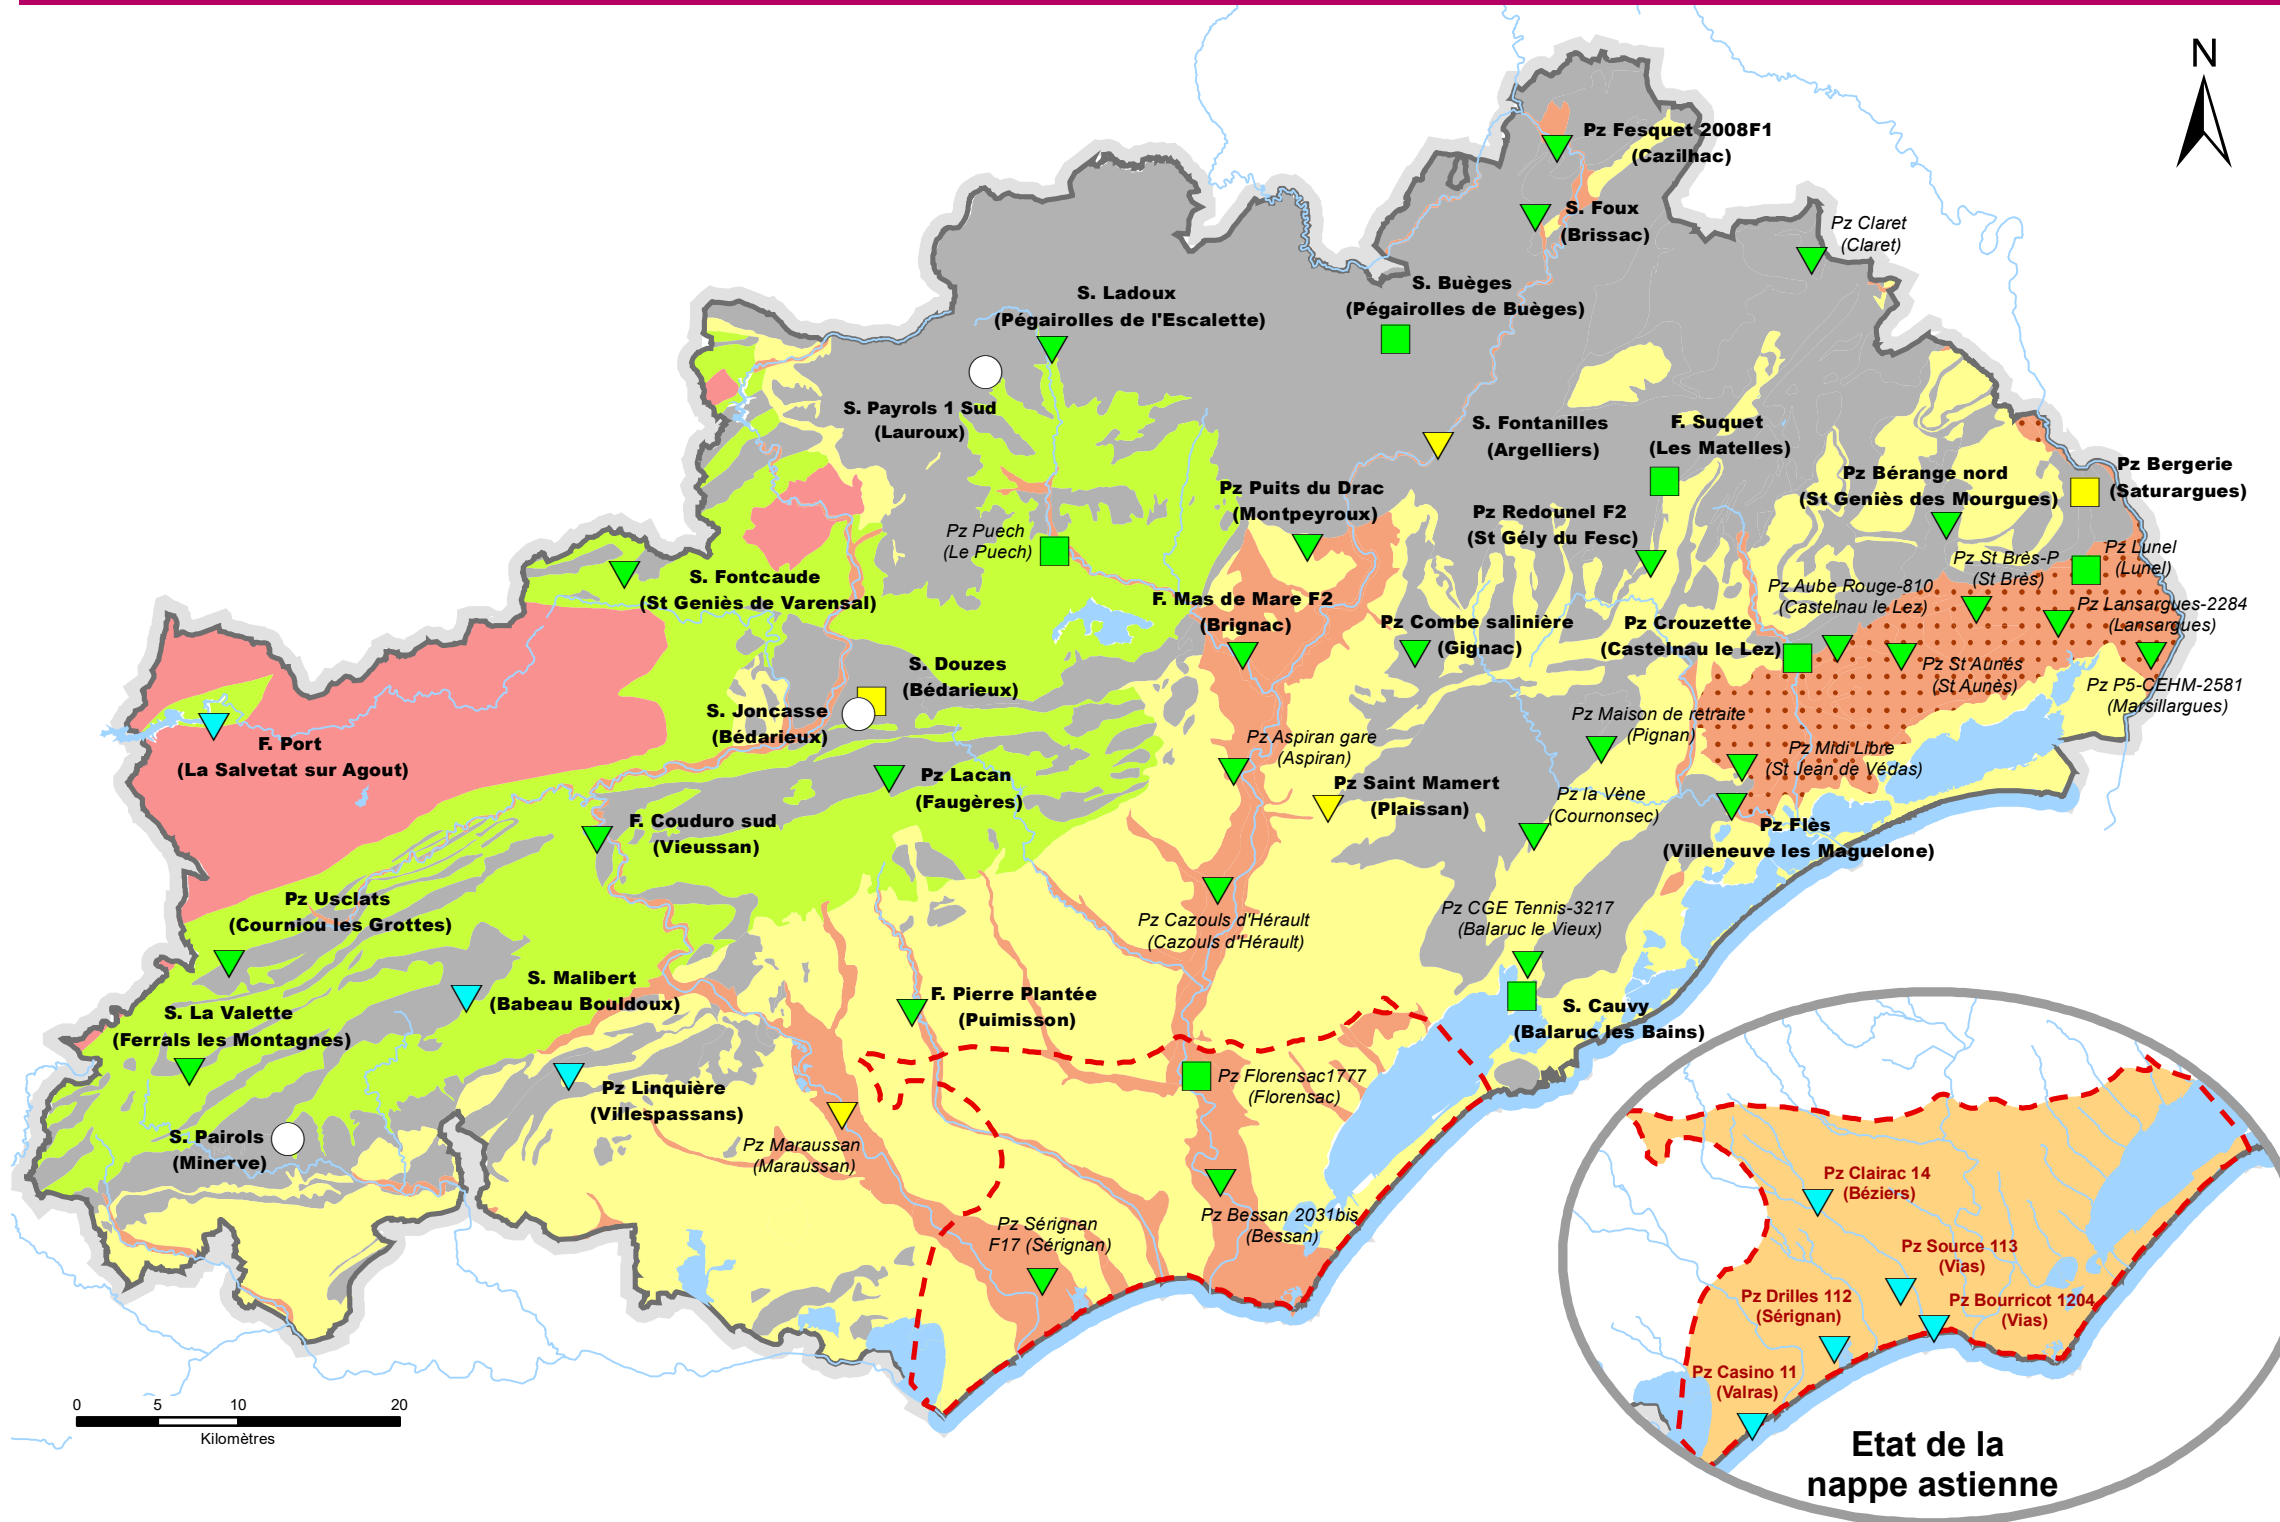 N
Pz Fesquet 2008F1
(Cazilhac)
S. Foux
(Brissac)
Pz Claret
(Claret)
S. Ladoux
(Pégairolles de l'Escalette)
S. Buèges
(Pégairolles de Buèges)
S. Payrols 1 Sud
(Lauroux)
S. Fontanilles
(Argelliers)
F. Suquet
(Les Matelles)
Pz Bérange nord
(St Geniès des Mourgues)
Pz Bergerie
(Saturargues)
Pz Puits du Drac
(Montpeyroux)
Pz Redounel F2
(St Gély du Fesc)
Pz Puech
(Le Puech)
Pz St Brès-P
(St Brès)
Pz Lunel
(Lunel)
S. Fontcaude
(St Geniès de Varensal)
F. Mas de Mare F2
(Brignac)
Pz Aube Rouge-810
(Castelnau le Lez)
Pz Lansargues-2284
(Lansargues)
Pz Combe salinière
(Gignac)
Pz Crouzette
(Castelnau le Lez)
S. Douzes
(Bédarieux)
Pz St Aunés
(St Aunès)
Pz P5-CEHM-2581
(Marsillargues)
S. Joncasse
(Bédarieux)
Pz Maison de retraite
(Pignan)
F. Port
(La Salvetat sur Agout)
Pz Aspiran gare
(Aspiran)
Pz Midi Libre
(St Jean de Védas)
Pz Lacan
(Faugères)
Pz Saint Mamert
(Plaissan)
Pz la Vène
(Cournonsec)
F. Couduro sud
(Vieussan)
Pz Flès
(Villeneuve les Maguelone)
Pz Usclats
(Courniou les Grottes)
Pz Cazouls d'Hérault
(Cazouls d'Hérault)
Pz CGE Tennis-3217
(Balaruc le Vieux)
S. Malibert
(Babeau Bouldoux)
F. Pierre Plantée
(Puimisson)
S. Cauvy
(Balaruc les Bains)
S. La Valette
(Ferrals les Montagnes)
Pz Linquière
(Villespassans)
Pz Florensac1777
(Florensac)
S. Pairols
(Minerve)
Pz Maraussan
(Maraussan)
Pz Sérignan
F17 (Sérignan)
Pz Bessan 2031bis
(Bessan)
Pz Clairac 14
(Béziers)
Pz Source 113
(Vias)
Pz Drilles 112
(Sérignan)
Pz Bourricot 1204
(Vias)
Pz Casino 11
(Valras)
0 5 10 20
Kilomètres
Etat de la
nappe astienne